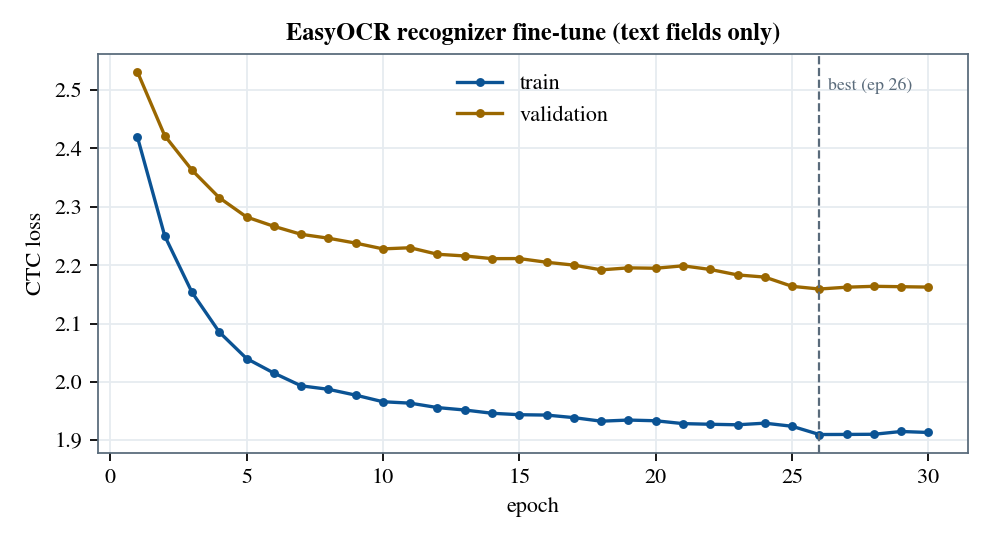 EasyOCR recognizer fine-tune (text fields only)
train
validation
best (ep 26)
CTC loss
2.5
2.4
2.3
2.2
2.1
2.0
1.9
0 5 10 15 20 25 30
epoch